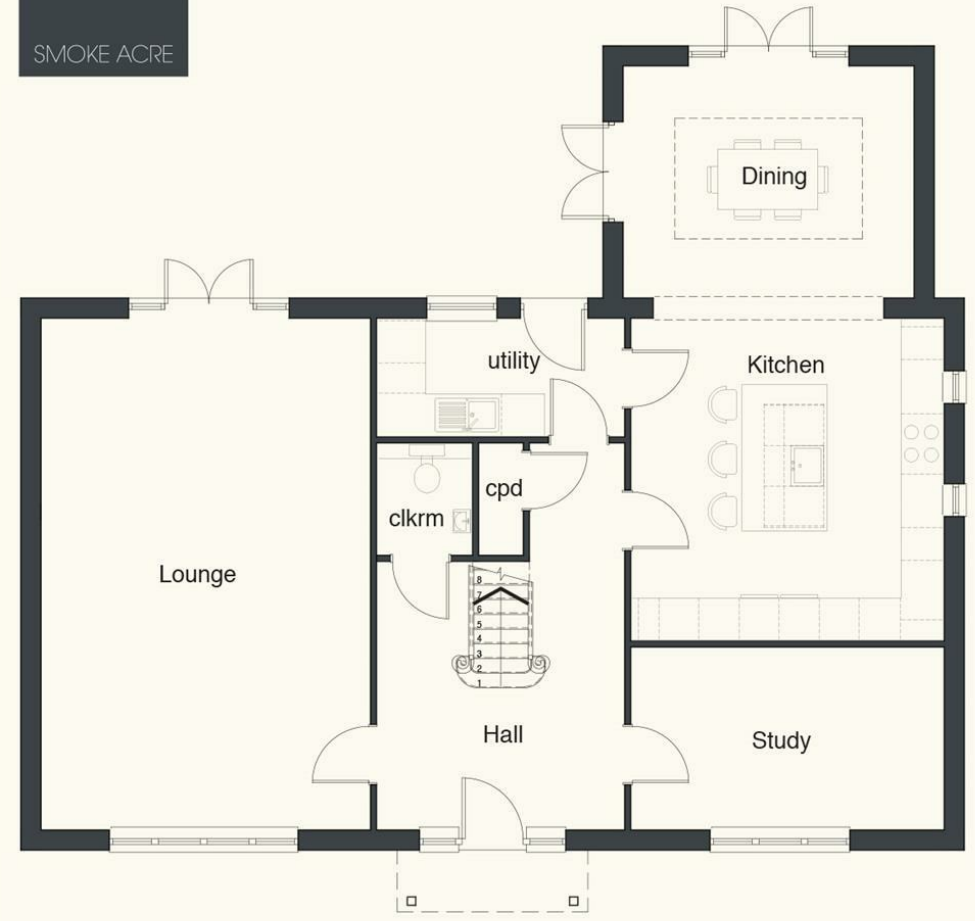 SMOKE ACRE
Dining
utility
Kitchen
cpd
clkrm
Lounge
8
7
6
5
4
3
2
1
Hall
Study